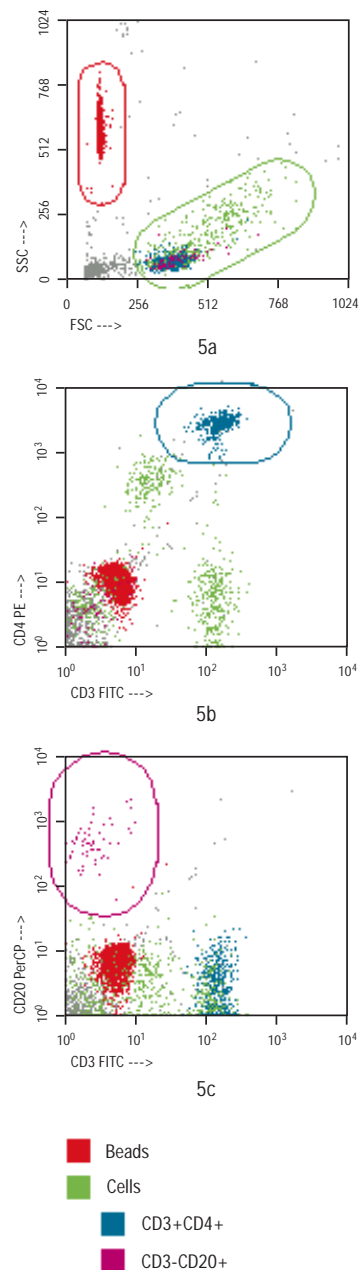 1024
768
512
256
0
SSC --->
0 256 512 768 1024
FSC --->
5a
10⁴
10³
10²
10¹
10⁰
CD4 PE --->
10⁰ 10¹ 10² 10³ 10⁴
CD3 FITC --->
5b
10⁴
10³
10²
10¹
10⁰
CD20 PerCP --->
10⁰ 10¹ 10² 10³ 10⁴
CD3 FITC --->
5c
Beads
Cells
CD3+CD4+
CD3-CD20+